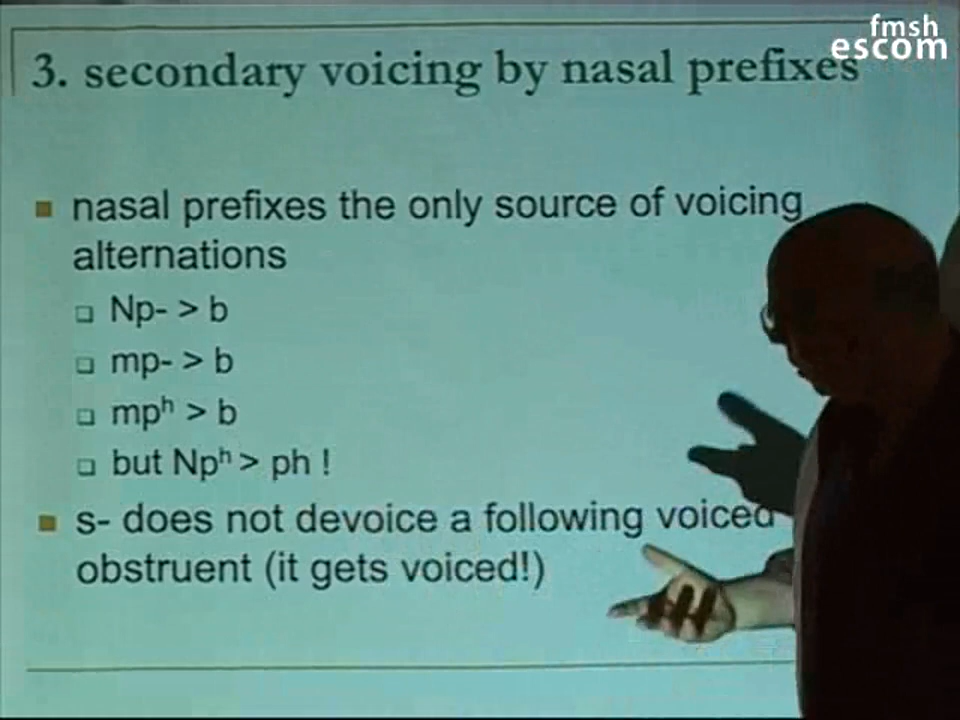 fmsh
escom
3. secondary voicing by nasal prefixes
■ nasal prefixes the only source of voicing
alternations
❑ Np- > b
❑ mp- > b
❑ mpʰ > b
❑ but Npʰ > ph !
■ s- does not devoice a following voiced
obstruent (it gets voiced!)